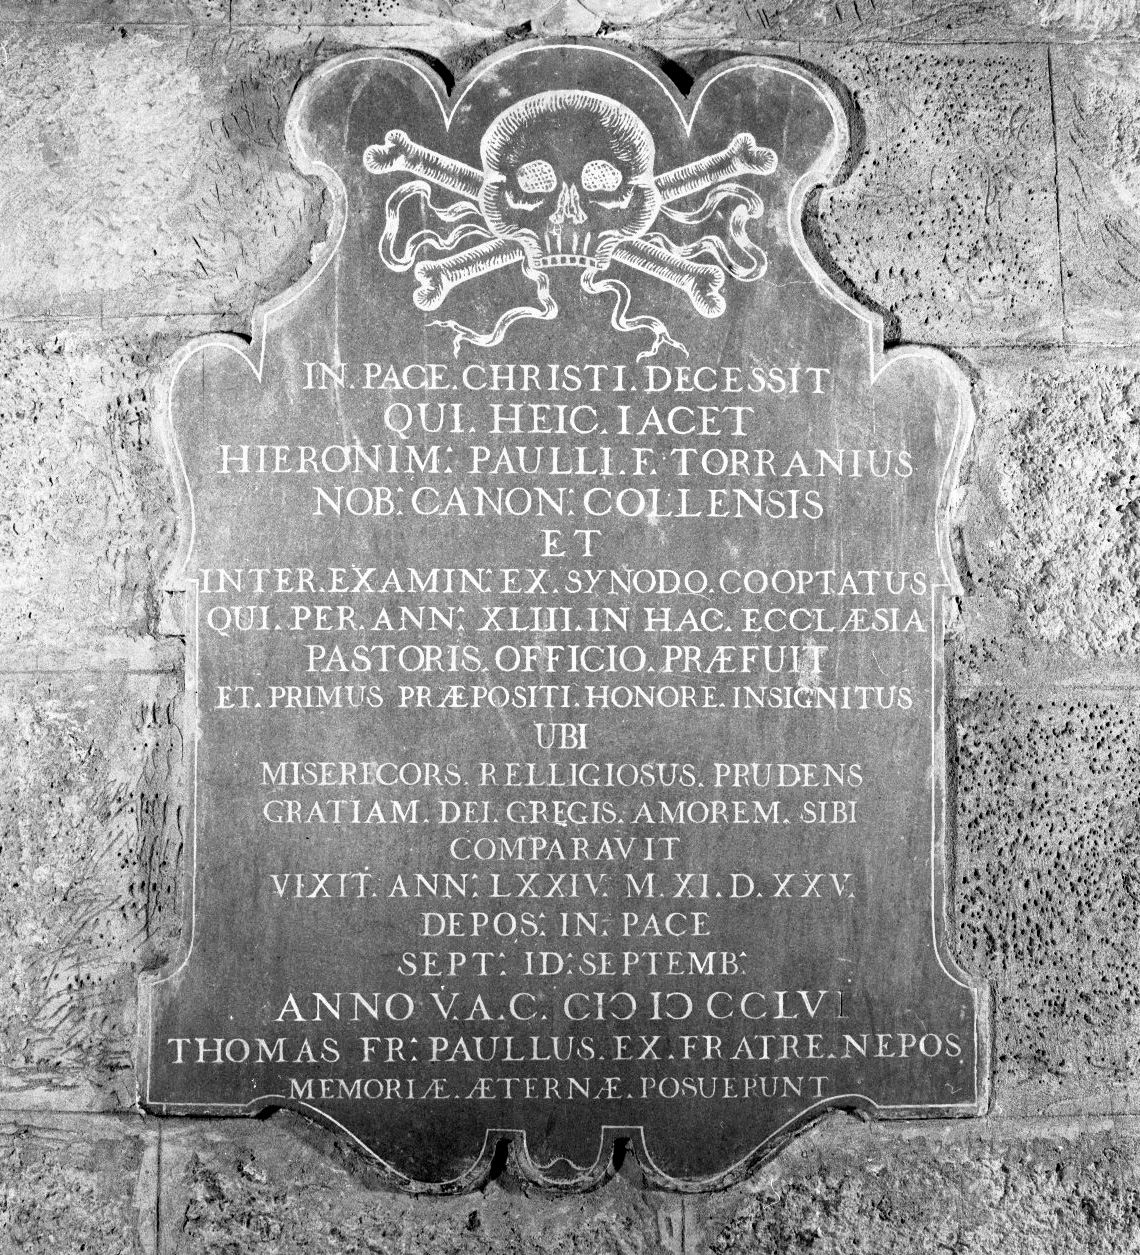 IN. PACE. CHRISTI. DECESSIT
QUI. HEIC. IACET
HIERONIM: PAULLI. F. TORRANIUS
NOB: CANON: COLLENSIS
ET
INTER. EXAMIN: EX. SYNODO. COOPTATUS
QUI. PER. ANN: XLIII. IN HAC. ECCLÆSIA
PASTORIS. OFFICIO. PRÆFUIT
ET. PRIMUS PRÆPOSITI. HONORE. INSIGNITUS
UBI
MISERICORS. RELLIGIOSUS. PRUDENS
GRATIAM. DEI. GREGIS. AMOREM. SIBI
COMPARAVIT
VIXIT. ANN: LXXIV. M. XI. D. XXV.
DEPOS: IN: PACE
SEPT: ID: SEPTEMB:
ANNO V. A. C. CIↃ IↃ CCLVI
THOMAS FR: PAULLUS. EX. FRATRE. NEPOS.
MEMORIÆ. ÆTERNÆ. POSUERUNT